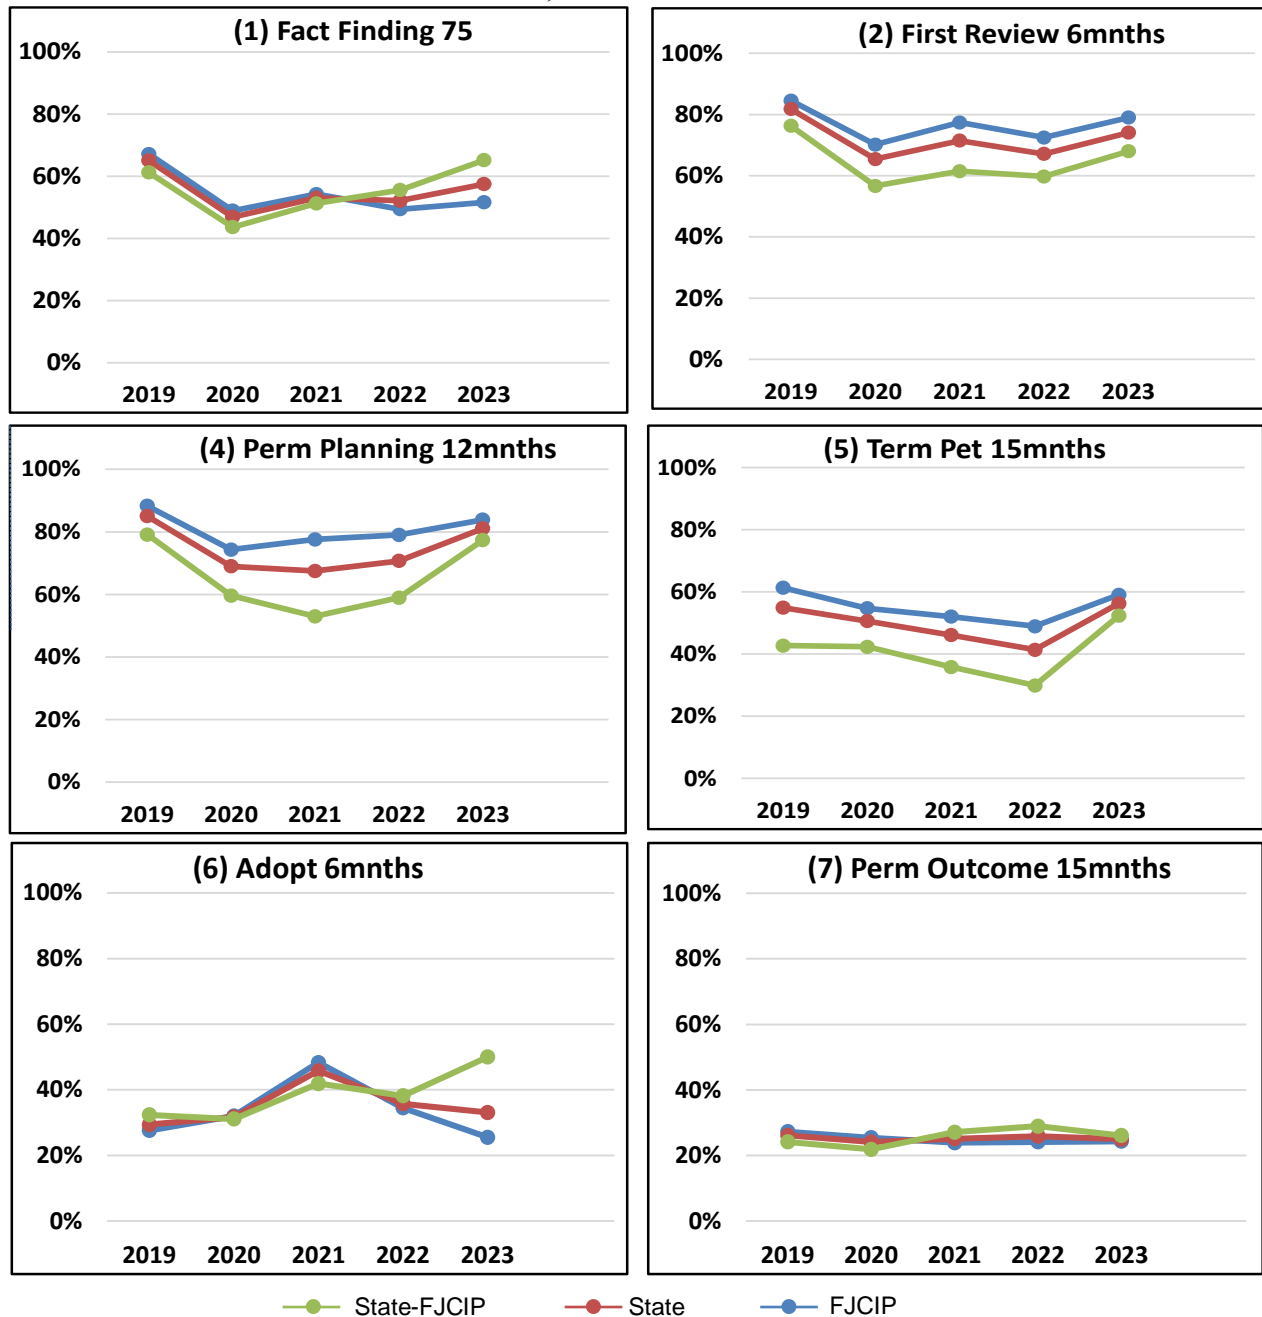 (1) Fact Finding 75
100%
80%
60%
40%
20%
0%
2019 2020 2021 2022 2023
(2) First Review 6mnths
100%
80%
60%
40%
20%
0%
2019 2020 2021 2022 2023
(4) Perm Planning 12mnths
100%
80%
60%
40%
20%
0%
2019 2020 2021 2022 2023
(5) Term Pet 15mnths
100%
80%
60%
40%
20%
0%
2019 2020 2021 2022 2023
(6) Adopt 6mnths
100%
80%
60%
40%
20%
0%
2019 2020 2021 2022 2023
(7) Perm Outcome 15mnths
100%
80%
60%
40%
20%
0%
2019 2020 2021 2022 2023
State-FJCIP State FJCIP